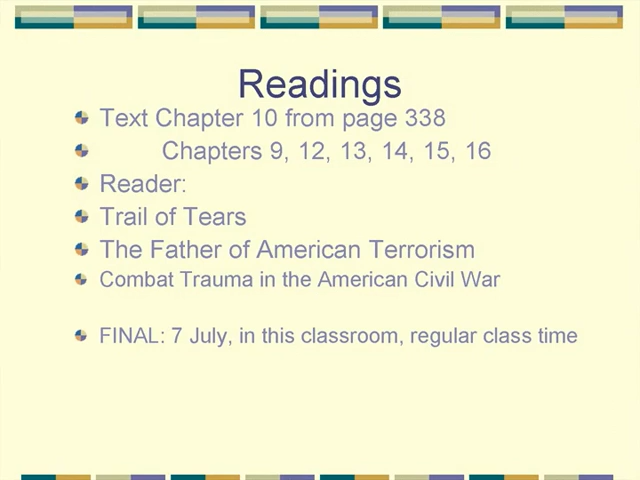 Readings
Text Chapter 10 from page 338
Chapters 9, 12, 13, 14, 15, 16
Reader:
Trail of Tears
The Father of American Terrorism
Combat Trauma in the American Civil War
FINAL: 7 July, in this classroom, regular class time